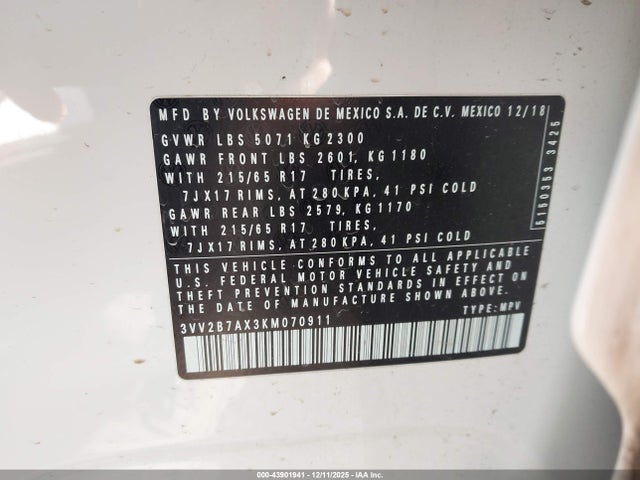 MFD BY VOLKSWAGEN DE MEXICO S.A. DE C.V. MEXICO 12/18
GVWR LBS 5071 KG 2300
GAWR FRONT LBS 2601, KG 1180
WITH 215/65 R17 TIRES,
7JX17 RIMS, AT 280 KPA, 41 PSI COLD
GAWR REAR LBS 2579, KG 1170
WITH 215/65 R17 TIRES,
7JX17 RIMS, AT 280 KPA, 41 PSI COLD
THIS VEHICLE CONFORMS TO ALL APPLICABLE
U.S. FEDERAL MOTOR VEHICLE SAFETY AND
THEFT PREVENTION STANDARDS IN EFFECT ON
THE DATE OF MANUFACTURE SHOWN ABOVE.
3VV2B7AX3KM070911 TYPE: MPV
5150353 3425
000-43901941 - 12/11/2025 - IAA Inc.